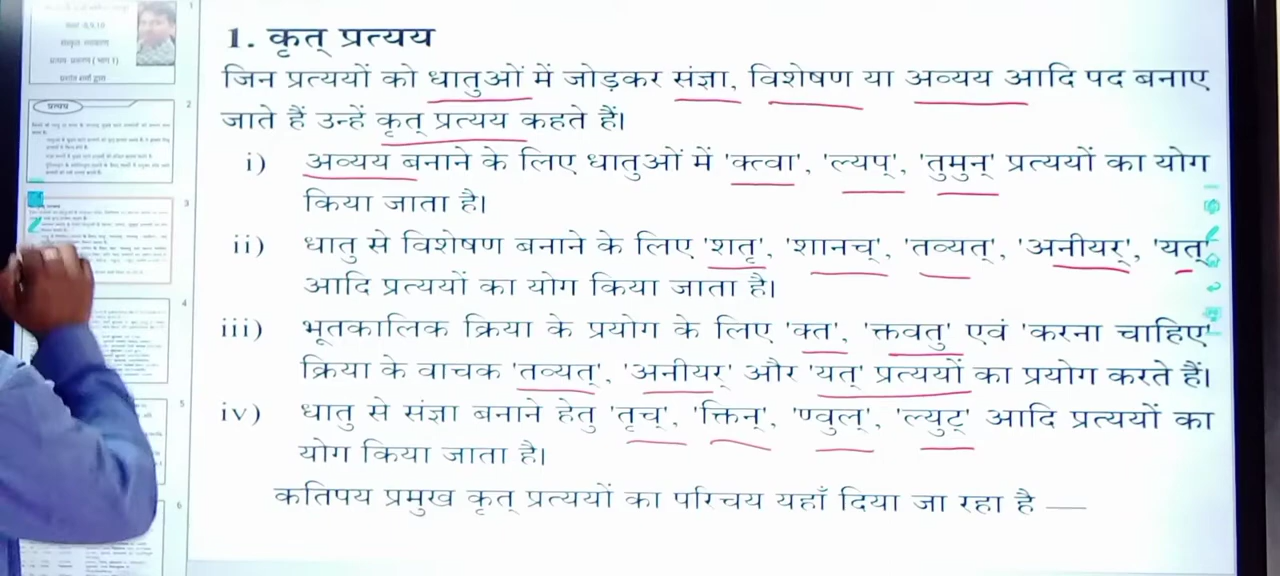 प्रत्यय
1. कृत् प्रत्यय
जिन प्रत्ययों को धातुओं में जोड़कर संज्ञा, विशेषण या अव्यय आदि पद बनाए
जाते हैं उन्हें कृत् प्रत्यय कहते हैं।
i) अव्यय बनाने के लिए धातुओं में 'क्त्वा', 'ल्यप्', 'तुमुन्' प्रत्ययों का योग
किया जाता है।
ii) धातु से विशेषण बनाने के लिए 'शतृ', 'शानच्', 'तव्यत्', 'अनीयर्', 'यत्'
आदि प्रत्ययों का योग किया जाता है।
iii) भूतकालिक क्रिया के प्रयोग के लिए 'क्त', 'क्तवतु' एवं 'करना चाहिए'
क्रिया के वाचक 'तव्यत्', 'अनीयर्' और 'यत्' प्रत्ययों का प्रयोग करते हैं।
iv) धातु से संज्ञा बनाने हेतु 'तृच्', 'क्तिन्', 'ण्वुल्', 'ल्युट्' आदि प्रत्ययों का
योग किया जाता है।
कतिपय प्रमुख कृत् प्रत्ययों का परिचय यहाँ दिया जा रहा है —